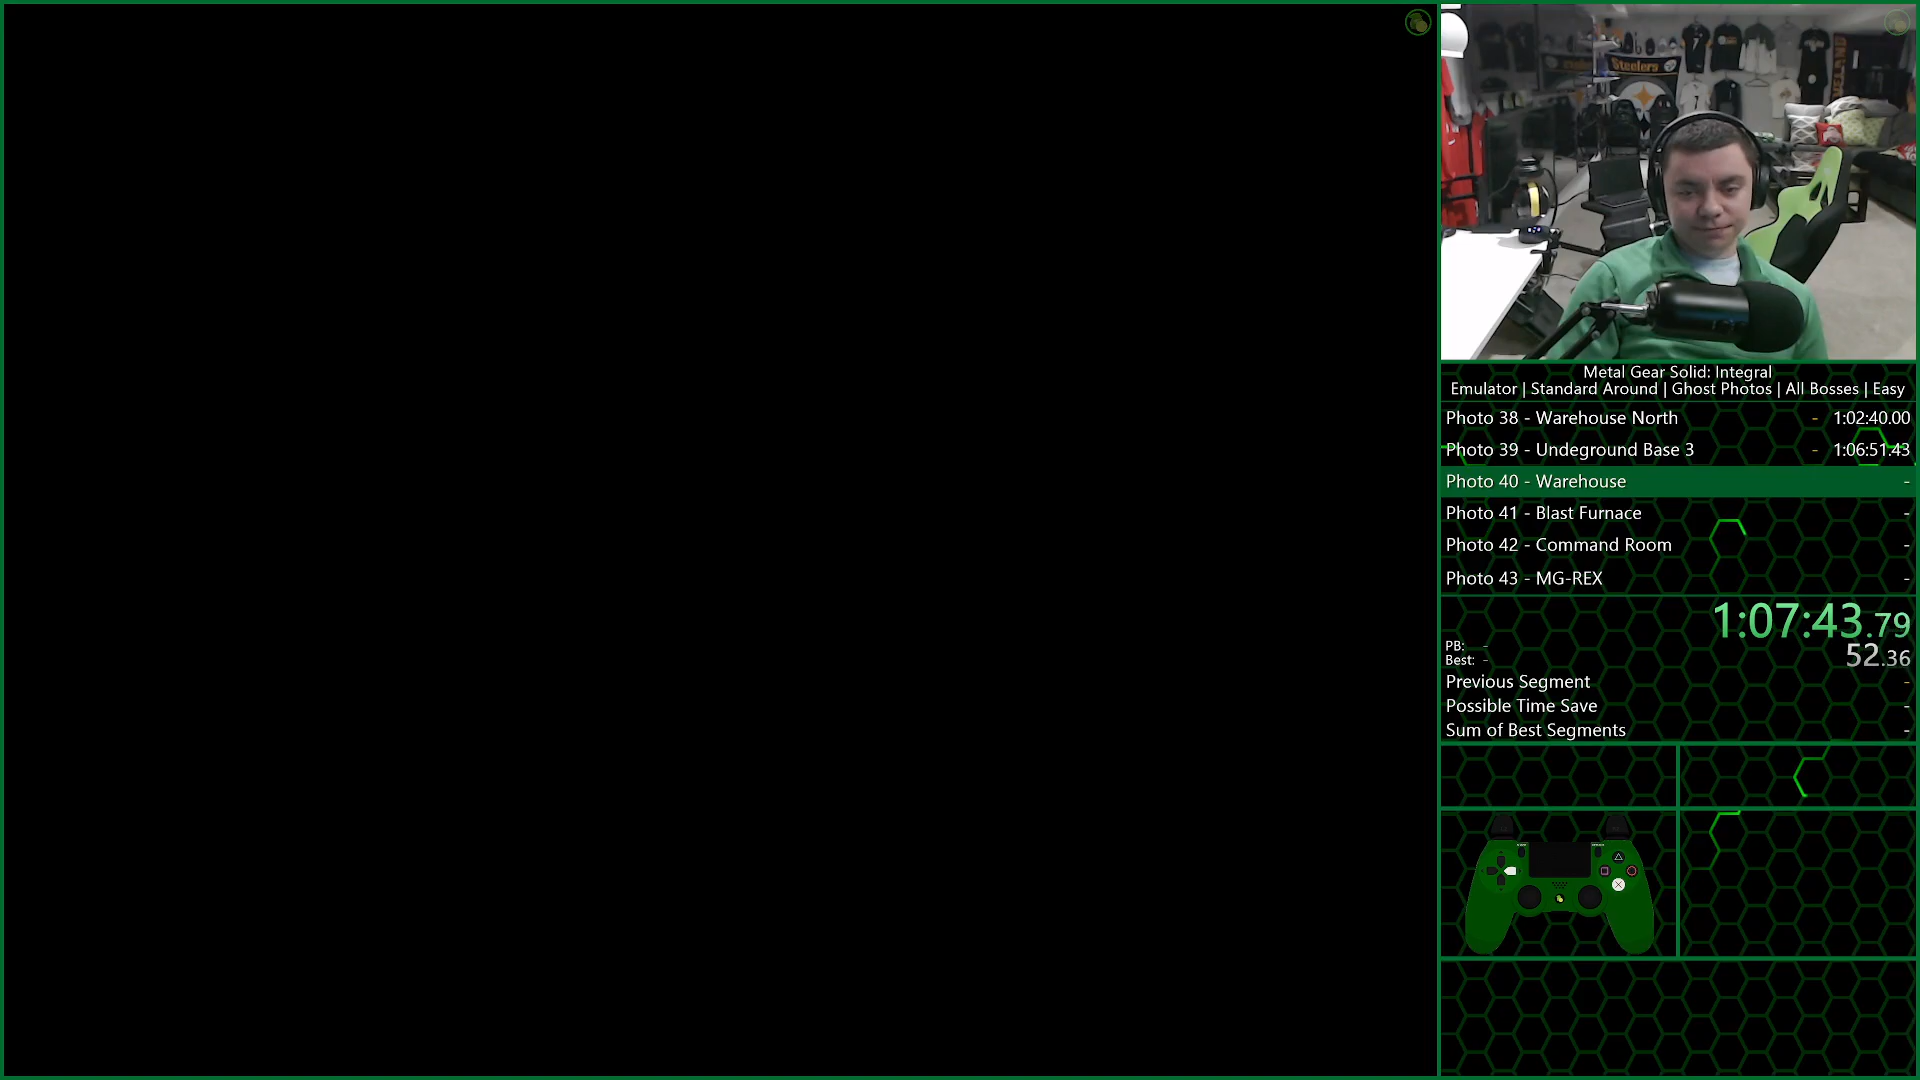 Steelers
7
Metal Gear Solid: Integral
Emulator | Standard Around | Ghost Photos | All Bosses | Easy
Photo 38 - Warehouse North - 1:02:40.00
Photo 39 - Undeground Base 3 - 1:06:51.43
Photo 40 - Warehouse -
Photo 41 - Blast Furnace -
Photo 42 - Command Room -
Photo 43 - MG-REX -
1:07:43.79
PB: -
52.36
Best: -
Previous Segment -
Possible Time Save -
Sum of Best Segments -